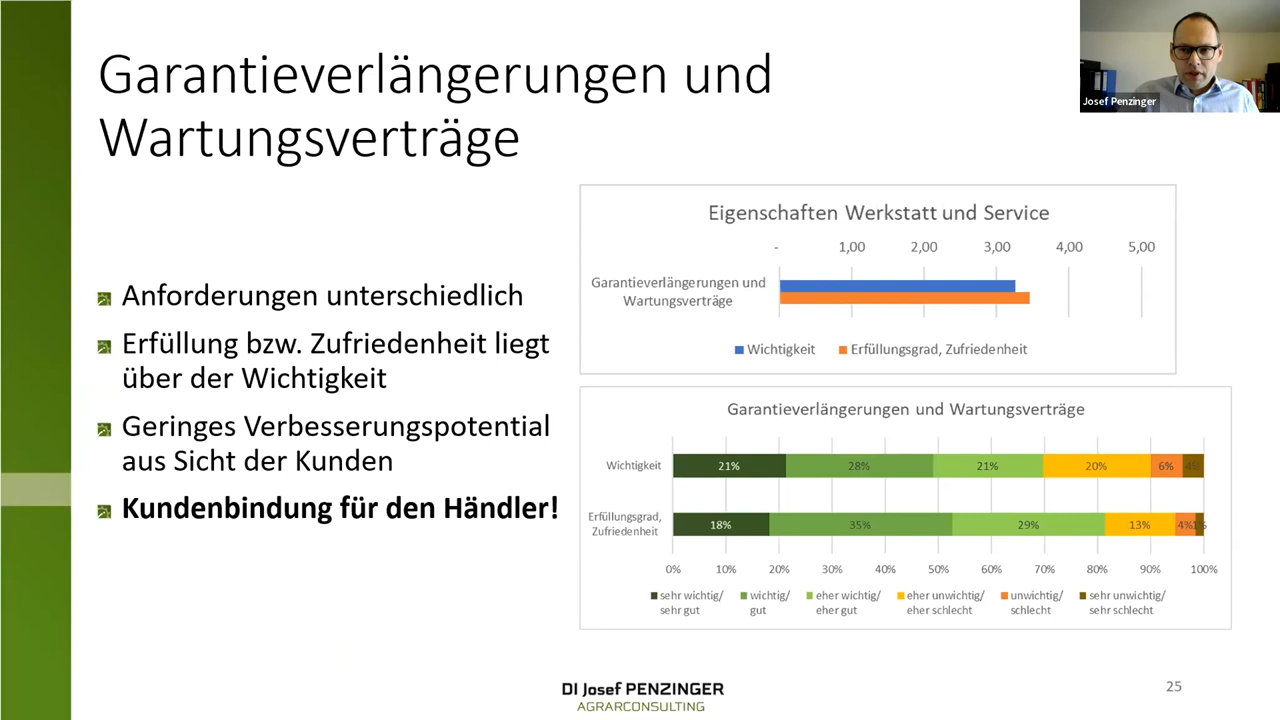 Garantieverlängerungen und
Wartungsverträge
Josef Penzinger
Anforderungen unterschiedlich
Erfüllung bzw. Zufriedenheit liegt
über der Wichtigkeit
Geringes Verbesserungspotential
aus Sicht der Kunden
Kundenbindung für den Händler!
Eigenschaften Werkstatt und Service
- 1,00 2,00 3,00 4,00 5,00
Garantieverlängerungen und
Wartungsverträge
Wichtigkeit Erfüllungsgrad, Zufriedenheit
Garantieverlängerungen und Wartungsverträge
Wichtigkeit 21% 28% 21% 20% 6% 4%
Erfüllungsgrad,
Zufriedenheit
18% 35% 29% 13% 4% 1%
0% 10% 20% 30% 40% 50% 60% 70% 80% 90% 100%
sehr wichtig/ wichtig/ eher wichtig/ eher unwichtig/ unwichtig/ sehr unwichtig/
sehr gut gut eher gut eher schlecht schlecht sehr schlecht
DI Josef PENZINGER
AGRARCONSULTING
25